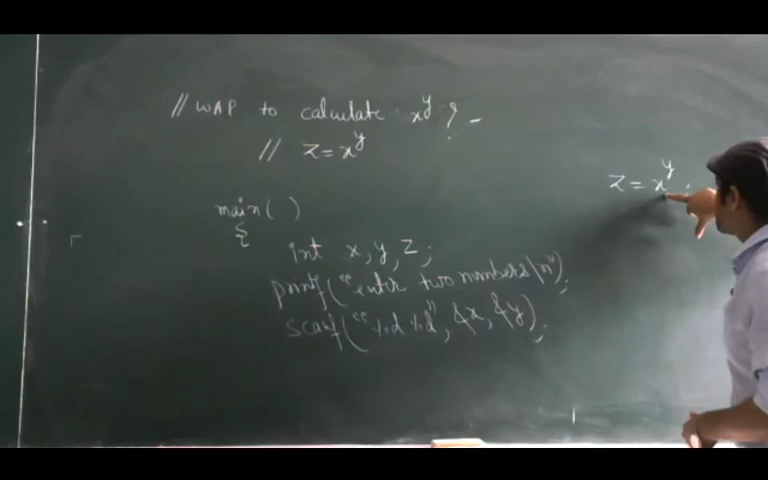 // WAP to calculate x^y ? -
// z = x^y
z = x^y ;
main( )
{
int x, y, z ;
printf("enter two numbers\n");
scanf("%d %d", &x, &y);